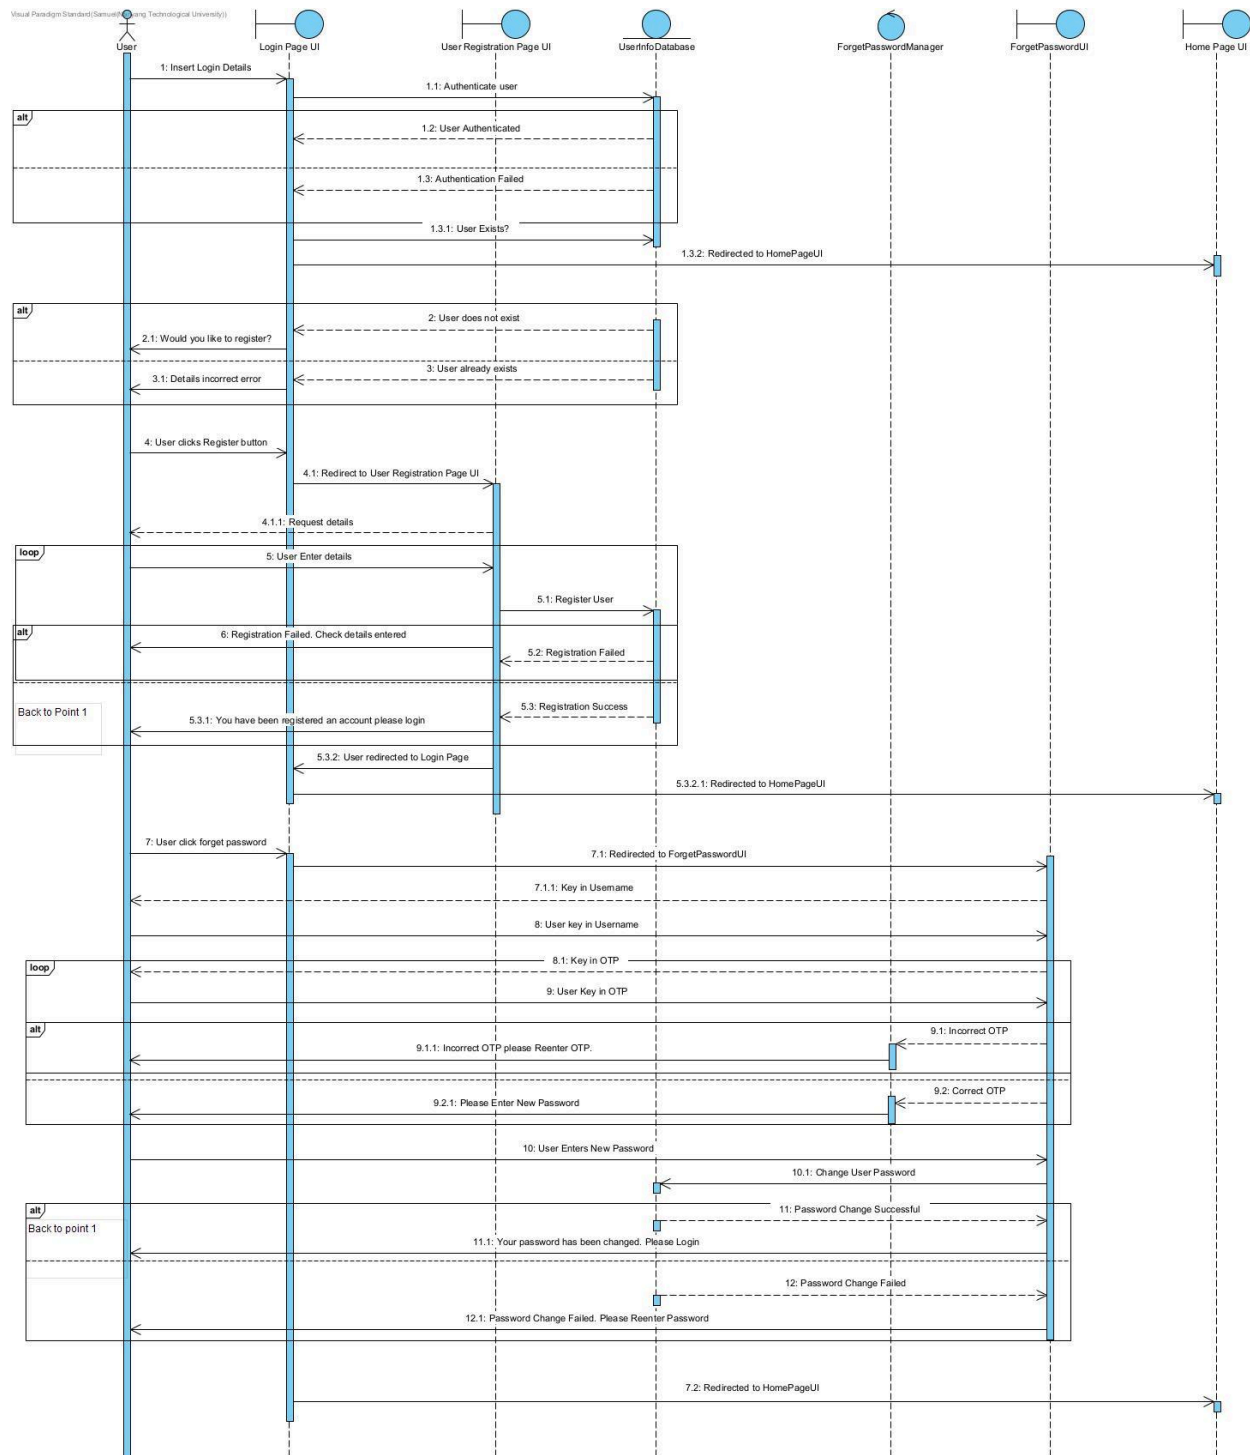 Visual Paradigm Standard(Samuel(Nanyang Technological University))
User
Login Page UI
User Registration Page UI
UserInfoDatabase
ForgetPasswordManager
ForgetPasswordUI
Home Page UI
1: Insert Login Details
1.1: Authenticate user
alt
1.2: User Authenticated
1.3: Authentication Failed
1.3.1: User Exists?
1.3.2: Redirected to HomePageUI
alt
2: User does not exist
2.1: Would you like to register?
3: User already exists
3.1: Details incorrect error
4: User clicks Register button
4.1: Redirect to User Registration Page UI
4.1.1: Request details
loop
5: User Enter details
5.1: Register User
alt
6: Registration Failed. Check details entered
5.2: Registration Failed
Back to Point 1
5.3: Registration Success
5.3.1: You have been registered an account please login
5.3.2: User redirected to Login Page
5.3.2.1: Redirected to HomePageUI
7: User click forget password
7.1: Redirected to ForgetPasswordUI
7.1.1: Key in Username
8: User key in Username
loop
8.1: Key in OTP
9: User Key in OTP
alt
9.1: Incorrect OTP
9.1.1: Incorrect OTP please Reenter OTP.
9.2: Correct OTP
9.2.1: Please Enter New Password
10: User Enters New Password
10.1: Change User Password
alt
11: Password Change Successful
Back to point 1
11.1: Your password has been changed. Please Login
12: Password Change Failed
12.1: Password Change Failed. Please Reenter Password
7.2: Redirected to HomePageUI